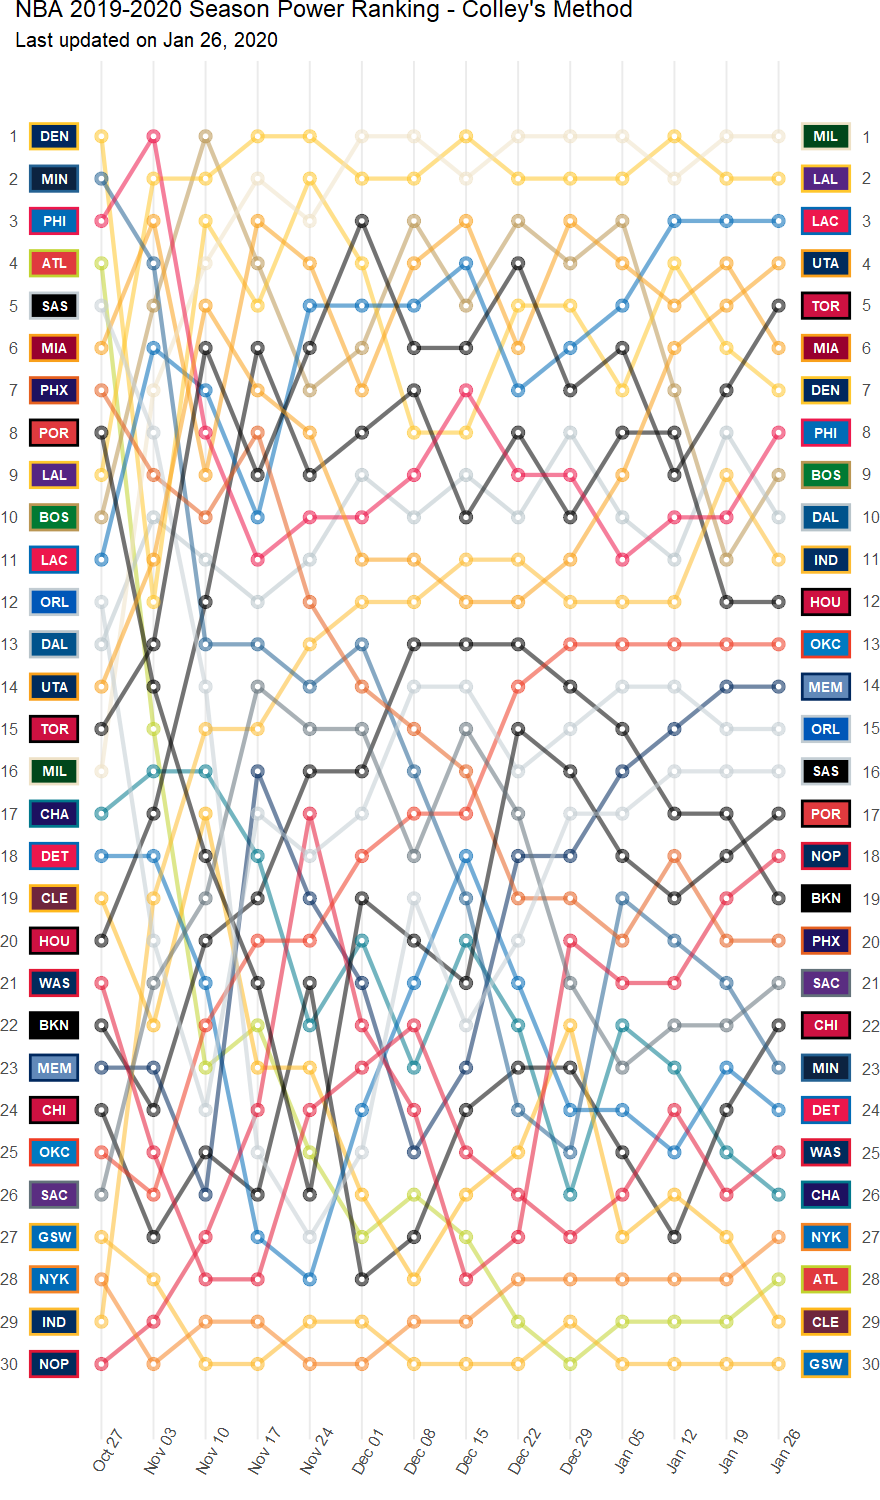 NBA 2019-2020 Season Power Ranking - Colley's Method
Last updated on Jan 26, 2020
1 DEN MIL 1
2 MIN LAL 2
3 PHI LAC 3
4 ATL UTA 4
5 SAS TOR 5
6 MIA MIA 6
7 PHX DEN 7
8 POR PHI 8
9 LAL BOS 9
10 BOS DAL 10
11 LAC IND 11
12 ORL HOU 12
13 DAL OKC 13
14 UTA MEM 14
15 TOR ORL 15
16 MIL SAS 16
17 CHA POR 17
18 DET NOP 18
19 CLE BKN 19
20 HOU PHX 20
21 WAS SAC 21
22 BKN CHI 22
23 MEM MIN 23
24 CHI DET 24
25 OKC WAS 25
26 SAC CHA 26
27 GSW NYK 27
28 NYK ATL 28
29 IND CLE 29
30 NOP GSW 30
Oct 27 Nov 03 Nov 10 Nov 17 Nov 24 Dec 01 Dec 08 Dec 15 Dec 22 Dec 29 Jan 05 Jan 12 Jan 19 Jan 26